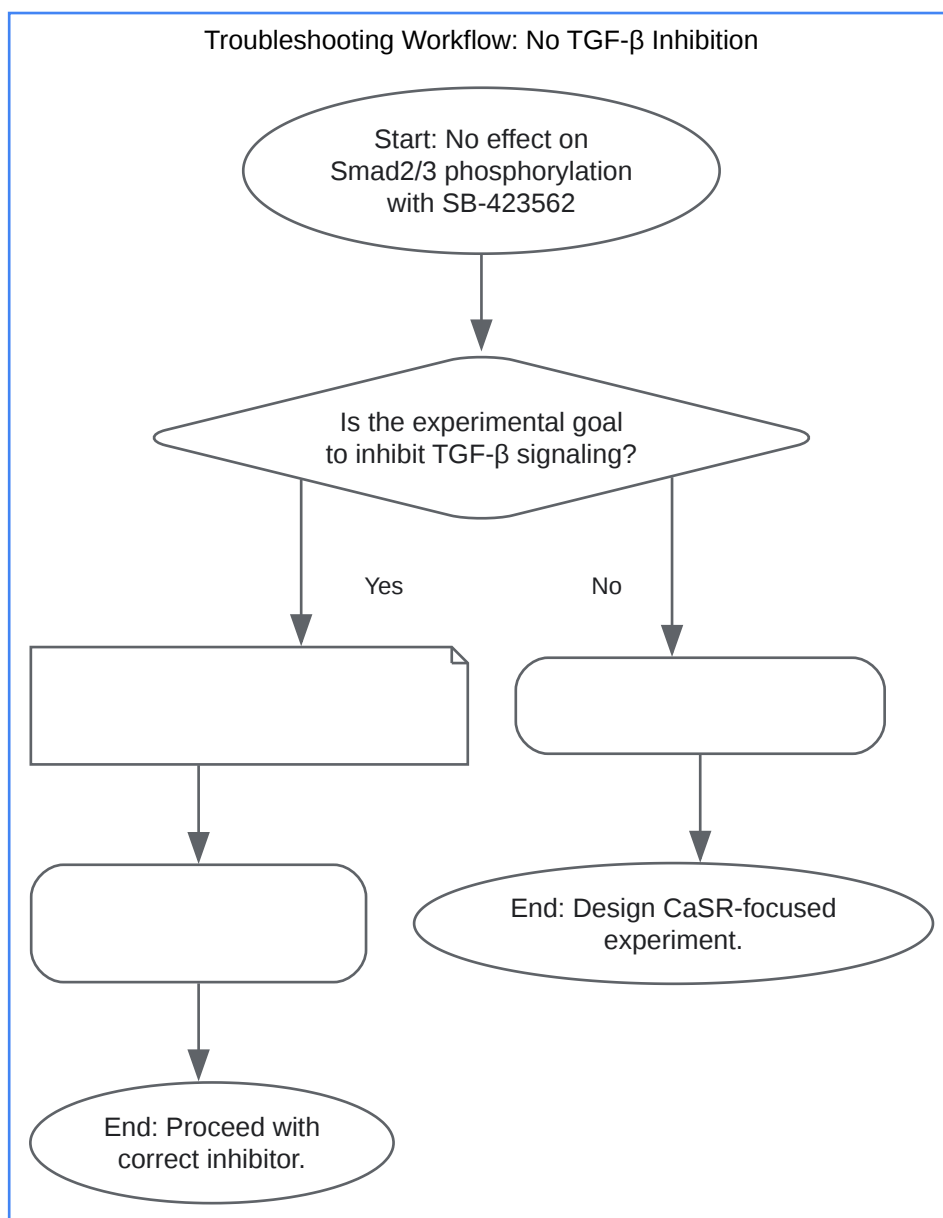 Troubleshooting Workflow: No TGF-β Inhibition
Start: No effect on
Smad2/3 phosphorylation
with SB-423562
Is the experimental goal
to inhibit TGF-β signaling?
Yes
No
End: Design CaSR-focused
experiment.
End: Proceed with
correct inhibitor.